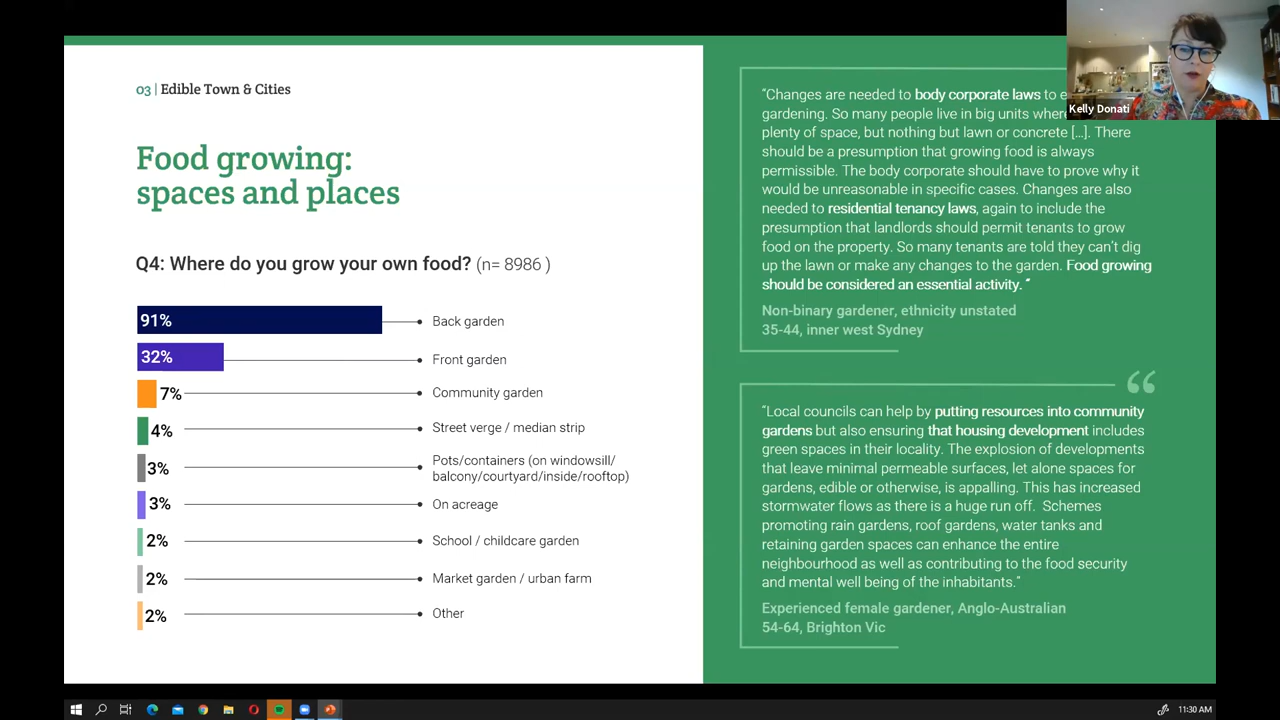 03 | Edible Town & Cities
Food growing:
spaces and places
Q4: Where do you grow your own food? (n= 8986 )
91% Back garden
32% Front garden
7% Community garden
4% Street verge / median strip
3% Pots/containers (on windowsill/
balcony/courtyard/inside/rooftop)
3% On acreage
2% School / childcare garden
2% Market garden / urban farm
2% Other
“Changes are needed to body corporate laws to
gardening. So many people live in big units
plenty of space, but nothing but lawn or concrete [...]. There
should be a presumption that growing food is always
permissible. The body corporate should have to prove why it
would be unreasonable in specific cases. Changes are also
needed to residential tenancy laws, again to include the
presumption that landlords should permit tenants to grow
food on the property. So many tenants are told they can’t dig
up the lawn or make any changes to the garden. Food growing
should be considered an essential activity. ”
Non-binary gardener, ethnicity unstated
35-44, inner west Sydney
“
“Local councils can help by putting resources into community
gardens but also ensuring that housing development includes
green spaces in their locality. The explosion of developments
that leave minimal permeable surfaces, let alone spaces for
gardens, edible or otherwise, is appalling. This has increased
stormwater flows as there is a huge run off. Schemes
promoting rain gardens, roof gardens, water tanks and
retaining garden spaces can enhance the entire
neighbourhood as well as contributing to the food security
and mental well being of the inhabitants.”
Experienced female gardener, Anglo-Australian
54-64, Brighton Vic
Kelly Donati
11:30 AM